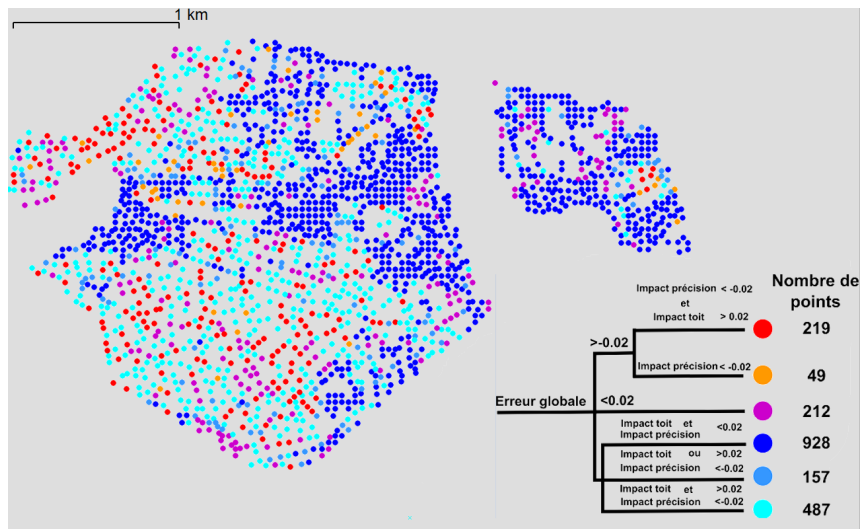 1 km
Nombre de
points
Impact précision < -0.02
et
Impact toit > 0.02
219
>-0.02
Impact précision < -0.02
49
Erreur globale <0.02
212
Impact toit et <0.02
Impact précision
928
Impact toit ou >0.02
Impact précision <-0.02
157
Impact toit et >0.02
Impact précision <-0.02
487